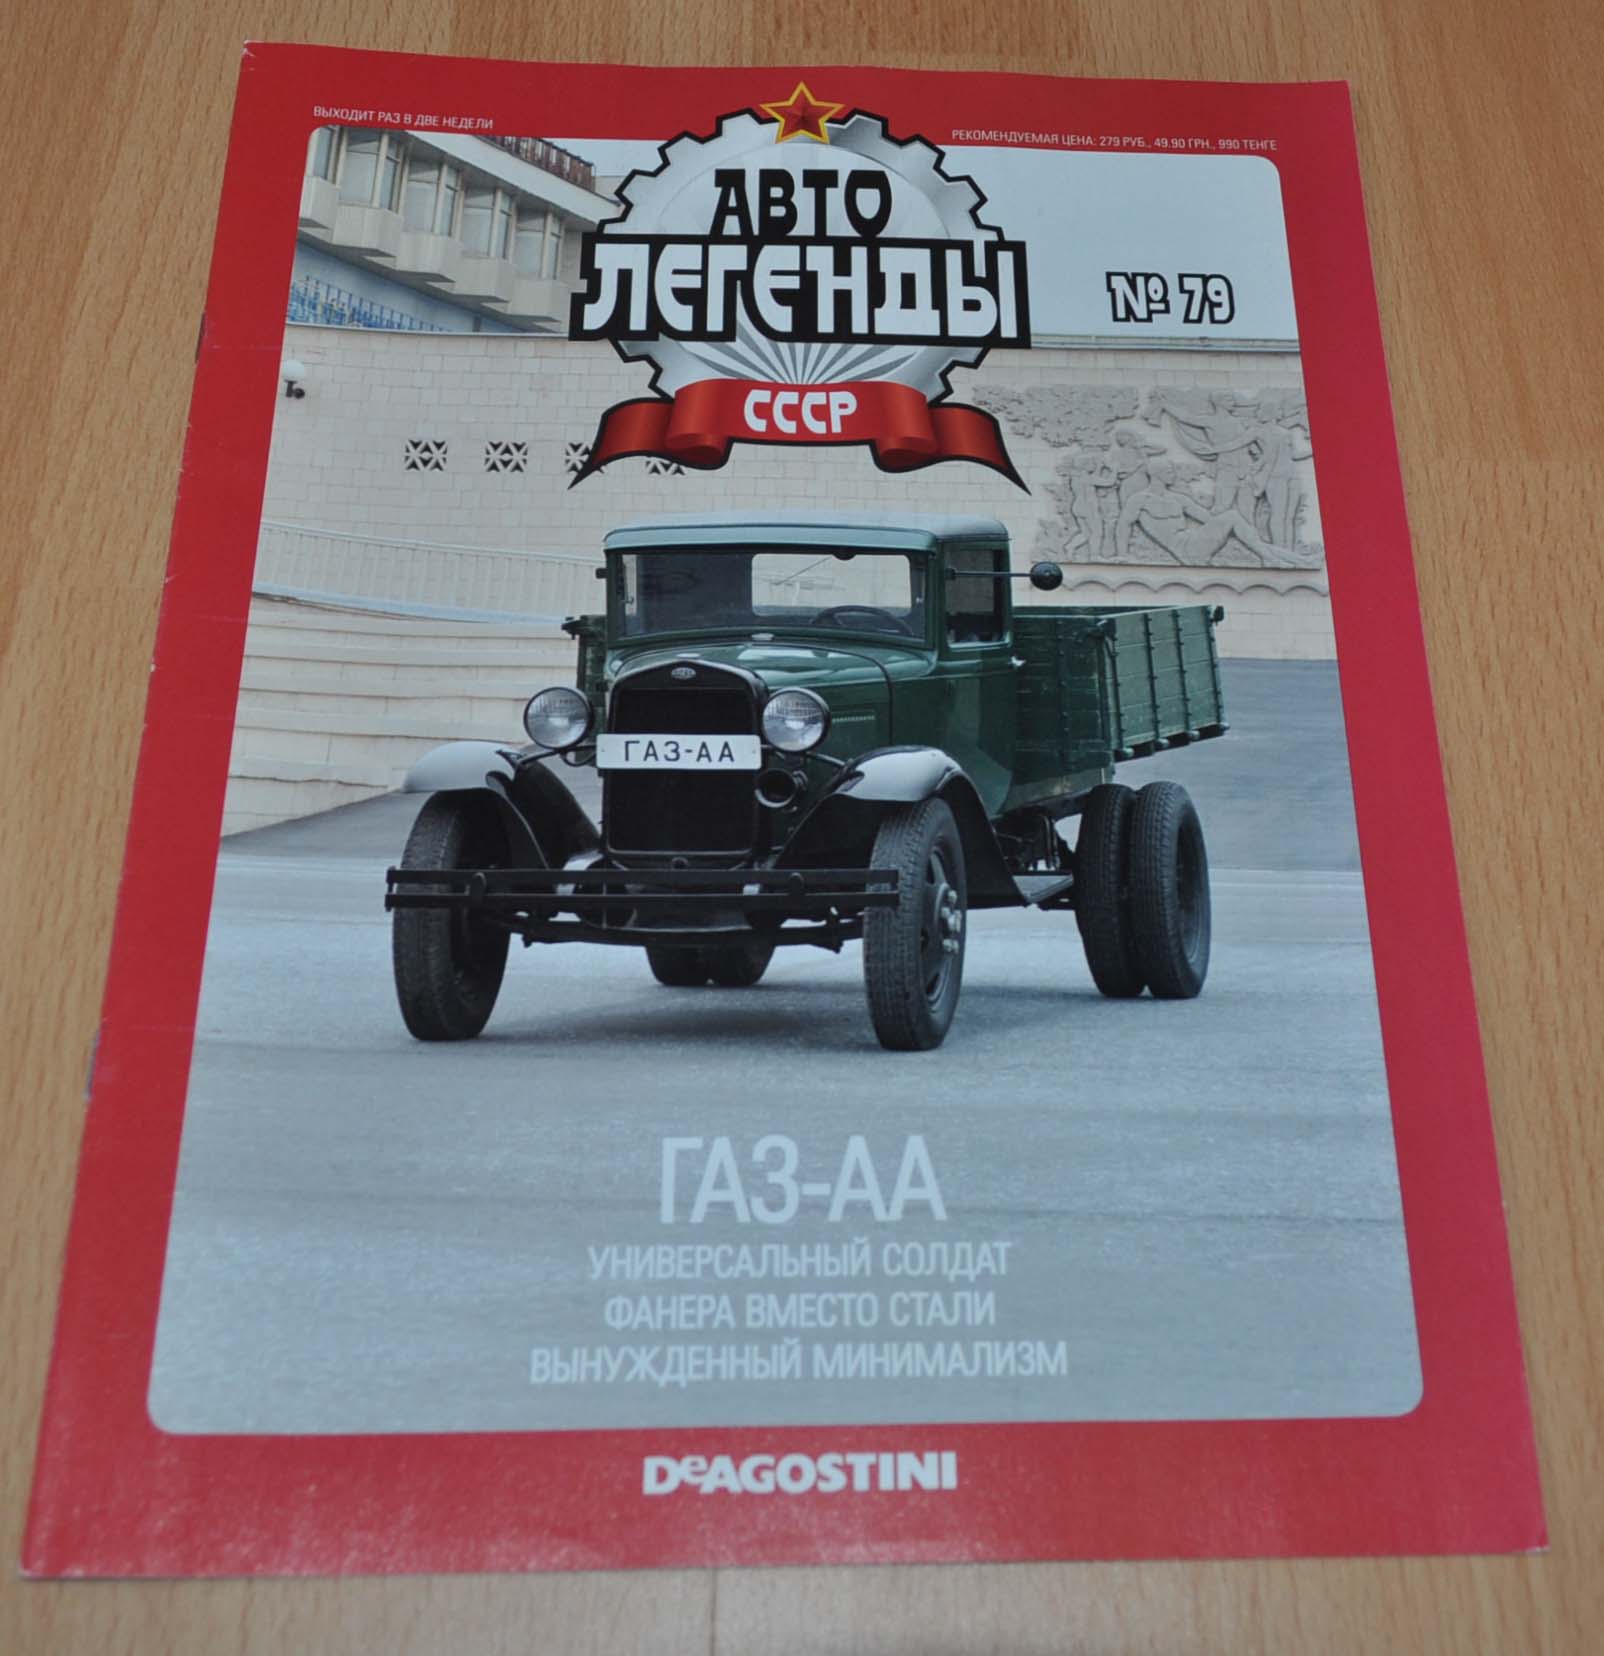 ВЫХОДИТ РАЗ В ДВЕ НЕДЕЛИ
РЕКОМЕНДУЕМАЯ ЦЕНА: 279 РУБ., 49.90 ГРН., 990 ТЕНГЕ
АВТО
ЛЕГЕНДЫ
СССР
№ 79
ГАЗ-АА
ГАЗ-АА
УНИВЕРСАЛЬНЫЙ СОЛДАТ
ФАНЕРА ВМЕСТО СТАЛИ
ВЫНУЖДЕННЫЙ МИНИМАЛИЗМ
DeAGOSTINI